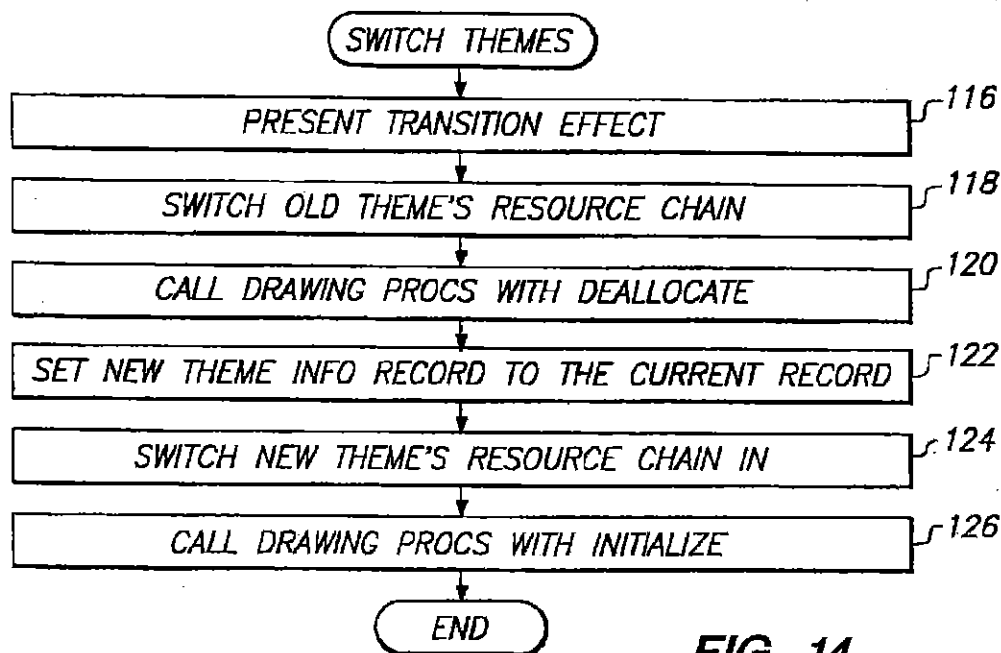 SWITCH THEMES
PRESENT TRANSITION EFFECT
116
SWITCH OLD THEME'S RESOURCE CHAIN
118
CALL DRAWING PROCS WITH DEALLOCATE
120
SET NEW THEME INFO RECORD TO THE CURRENT RECORD
122
SWITCH NEW THEME'S RESOURCE CHAIN IN
124
CALL DRAWING PROCS WITH INITIALIZE
126
END
FIG. 14